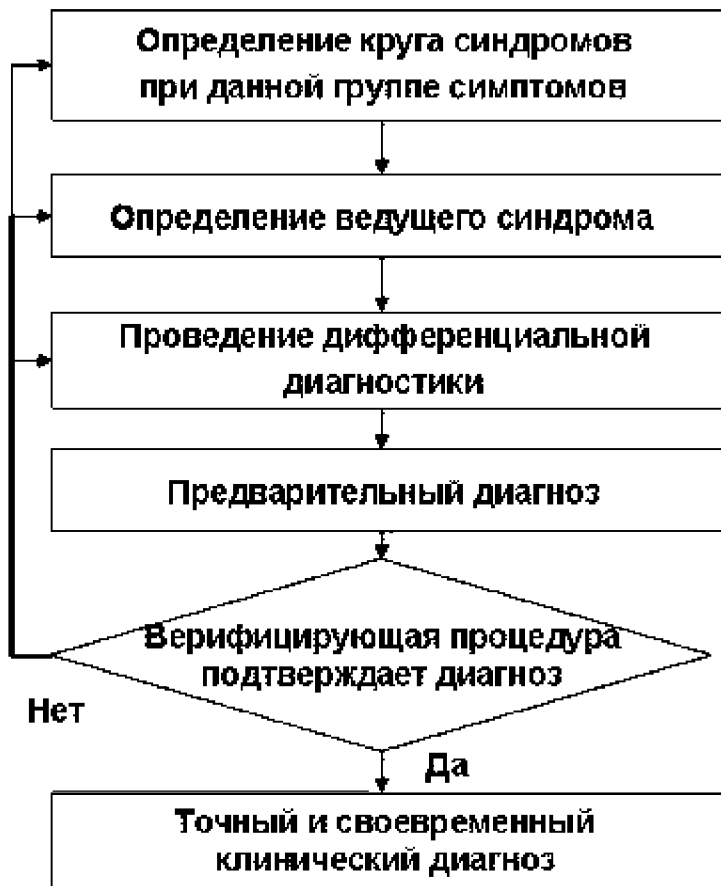 Определение круга синдромов
при данной группе симптомов
Определение ведущего синдрома
Проведение дифференциальной
диагностики
Предварительный диагноз
Верифицирующая процедура
подтверждает диагноз
Нет
Да
Точный и своевременный
клинический диагноз